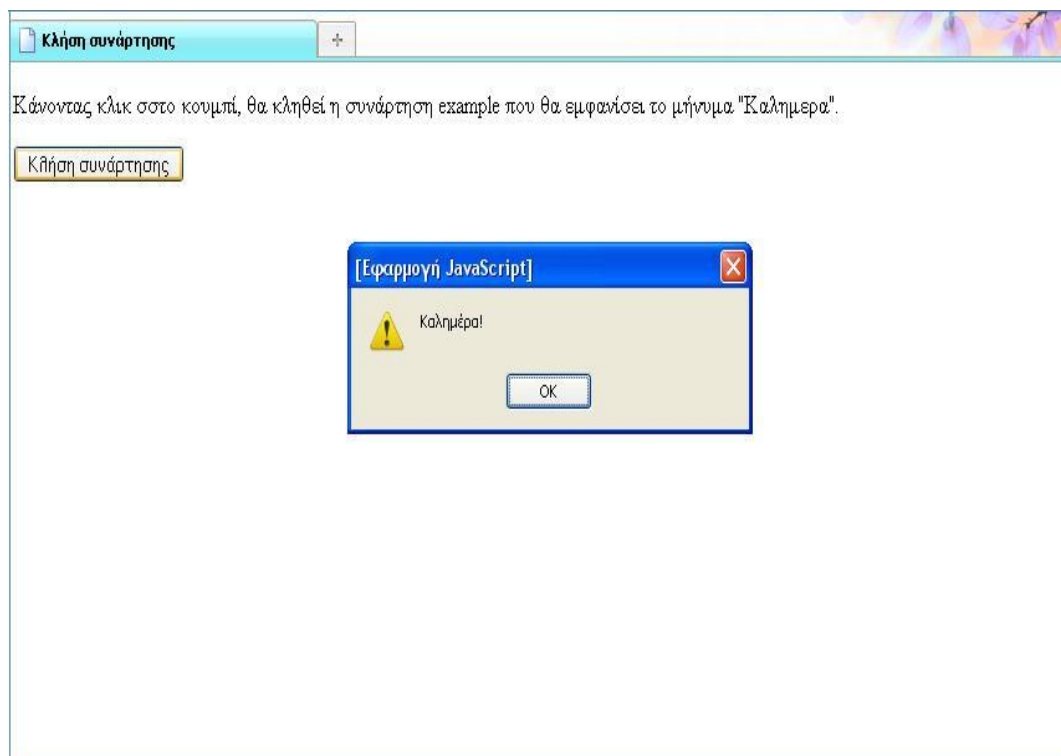 Κλήση συνάρτησης
Κάνοντας κλικ σστο κουμπί, θα κληθεί η συνάρτηση example που θα εμφανίσει το μήνυμα "Καλημερα".
Κλήση συνάρτησης
[Εφαρμογή JavaScript]
Καλημέρα!
OK